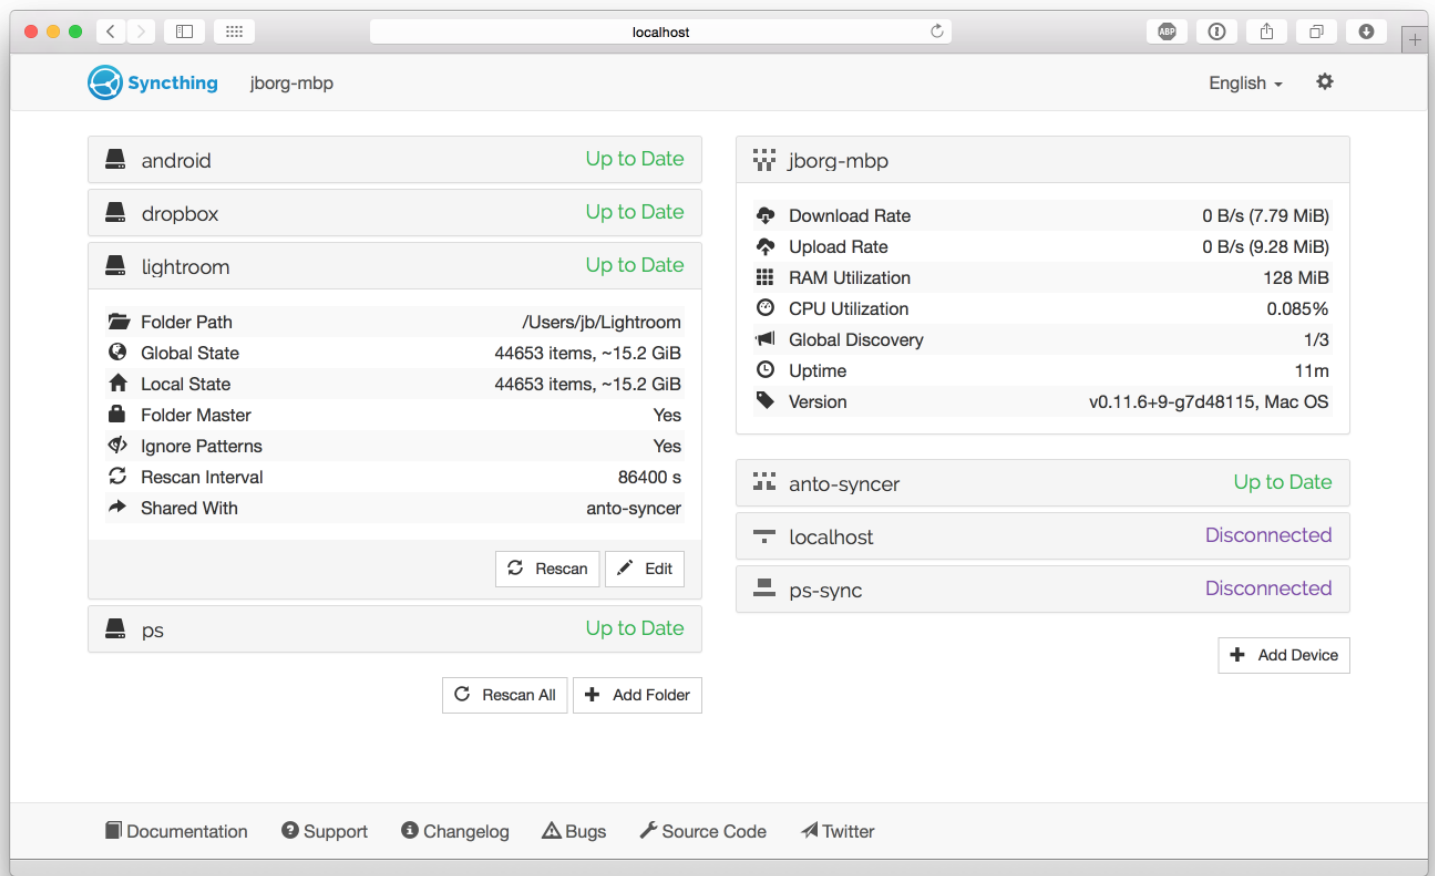 localhost
ABP
Syncthing jborg-mbp English
android Up to Date
dropbox Up to Date
lightroom Up to Date
Folder Path /Users/jb/Lightroom
Global State 44653 items, ~15.2 GiB
Local State 44653 items, ~15.2 GiB
Folder Master Yes
Ignore Patterns Yes
Rescan Interval 86400 s
Shared With anto-syncer
Rescan Edit
ps Up to Date
Rescan All Add Folder
jborg-mbp
Download Rate 0 B/s (7.79 MiB)
Upload Rate 0 B/s (9.28 MiB)
RAM Utilization 128 MiB
CPU Utilization 0.085%
Global Discovery 1/3
Uptime 11m
Version v0.11.6+9-g7d48115, Mac OS
anto-syncer Up to Date
localhost Disconnected
ps-sync Disconnected
Add Device
Documentation Support Changelog Bugs Source Code Twitter